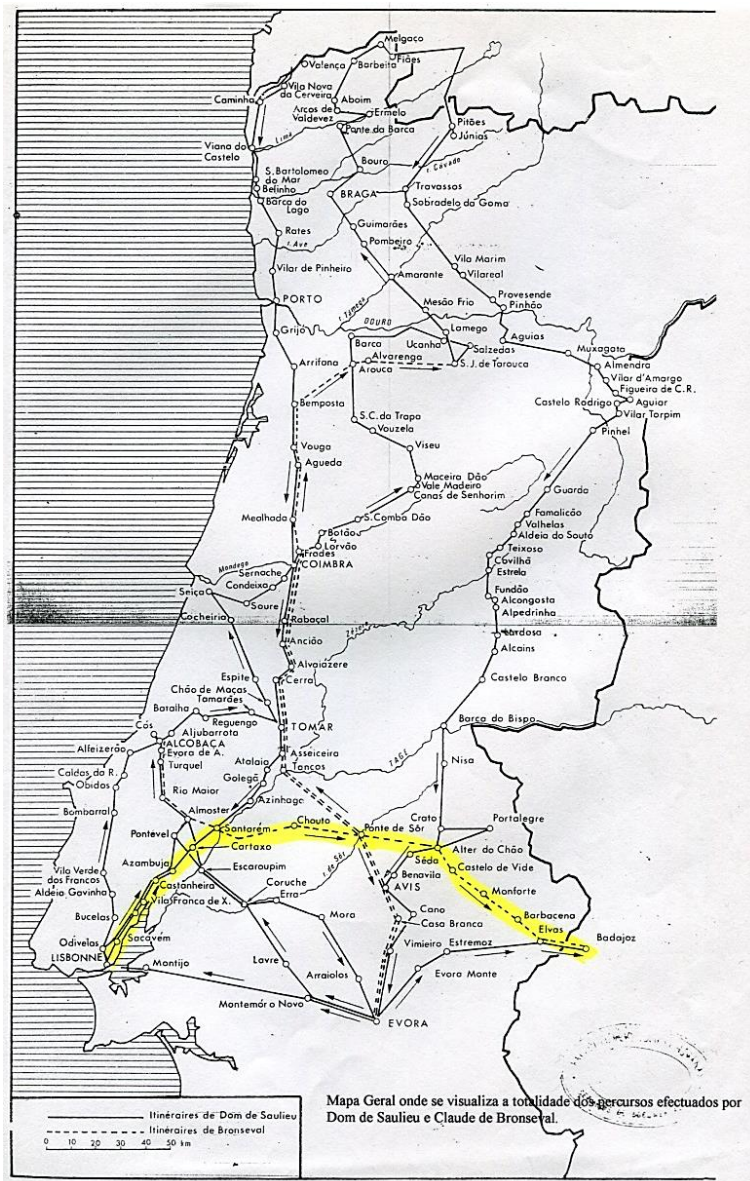 Melgaço
Fiães
Valença
Barbeita
Vila Nova
da Cerveira
Caminha
Aboim
Arcos de
Valdevez
Ermelo
Ponte da Barca
Lima
Viana do
Castelo
Pitões
Júnias
Bouro
r. Cavado
S. Bartolomeo
do Mar
Belinho
Barca do
Lago
BRAGA
Travassos
Sobradelo da Goma
Rates
r. Ave
Guimarães
Pombeiro
Vilar de Pinheiro
Amarante
Vila Marim
Vilareal
PORTO
r. Támega
Mesão Frio
Provesende
Pinhão
Grijó
DOURO
Lamego
Barco
Ucanha
Salzedas
Aguias
Muxagata
Arrifana
Alvarenga
Arouca
S. J. de Tarouca
Almendra
Vilar d'Amargo
Figueira de C.R.
Bemposta
Castelo Rodrigo
Aguiar
Vilar Torpim
S.C. da Trapa
Vouzela
Pinhel
Vouga
Viseu
Agueda
Maceira Dão
Vale Madeiro
Canas de Senhorim
Guarda
Mealhada
S. Comba Dão
Famalicão
Valhelas
Aldeia do Souto
Botão
Lorvão
Teixoso
Frades
COIMBRA
Covilhã
Estrela
Mondego
Sernache
Condeixa
Seiça
Soure
Fundão
Alcongosta
Alpedrinha
Cocheria
Rabaçal
Zézere
Ancião
Alcains
Alvaiazere
Espite
Cerra
Castelo Branco
Chão de Maças
Tamarães
Batalha
Reguengo
TOMAR
Barca do Bispo
Cós
Aljubarrota
ALCOBAÇA
Alfeizerão
Evora de A.
Turquel
Asseiceira
TAGE
Nisa
Caldas da R.
Obidos
Atalaia
Tancos
Golegã
Rio Maior
Azinhaga
Bombarral
Almoster
Crato
Portalegre
Pontevel
Santarém
Chouto
Ponte de Sôr
Cartaxo
Alter do Chão
Vila Verde
dos Francos
Azambuja
Escaroupim
r. de Sôr
Séda
Castelo de Vide
Aldeia Gavinha
Castanheira
Coruche
Benavila
Monforte
Vila Franca de X.
Erra
AVIS
Bucelas
Cano
Barbacena
Mora
Casa Branca
Elvas
Odivelas
Sacavém
Badajoz
LISBONNE
Vimieiro
Estremoz
Montijo
Lavre
Arraiolos
Evora Monte
Montemór o Novo
EVORA
Mapa Geral onde se visualiza a totalidade dos percursos efectuados por
Dom de Saulieu e Claude de Bronseval.
Itinéraires de Dom de Saulieu
Itinéraires de Bronseval
0 10 20 30 40 50 km